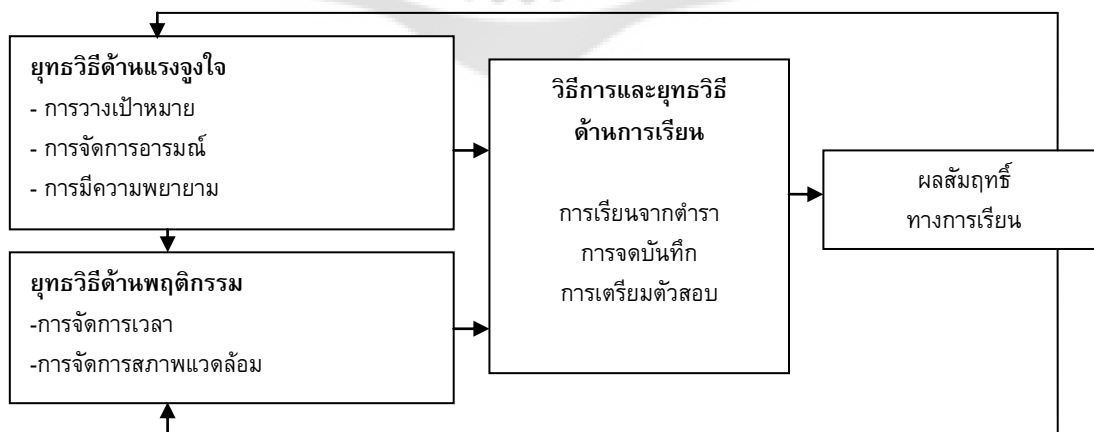 ยุทธวิธีด้านแรงจูงใจ
- การวางเป้าหมาย
- การจัดการอารมณ์
- การมีความพยายาม
ยุทธวิธีด้านพฤติกรรม
-การจัดการเวลา
-การจัดการสภาพแวดล้อม
วิธีการและยุทธวิธี
ด้านการเรียน
การเรียนจากตำรา
การจดบันทึก
การเตรียมตัวสอบ
ผลสัมฤทธิ์
ทางการเรียน